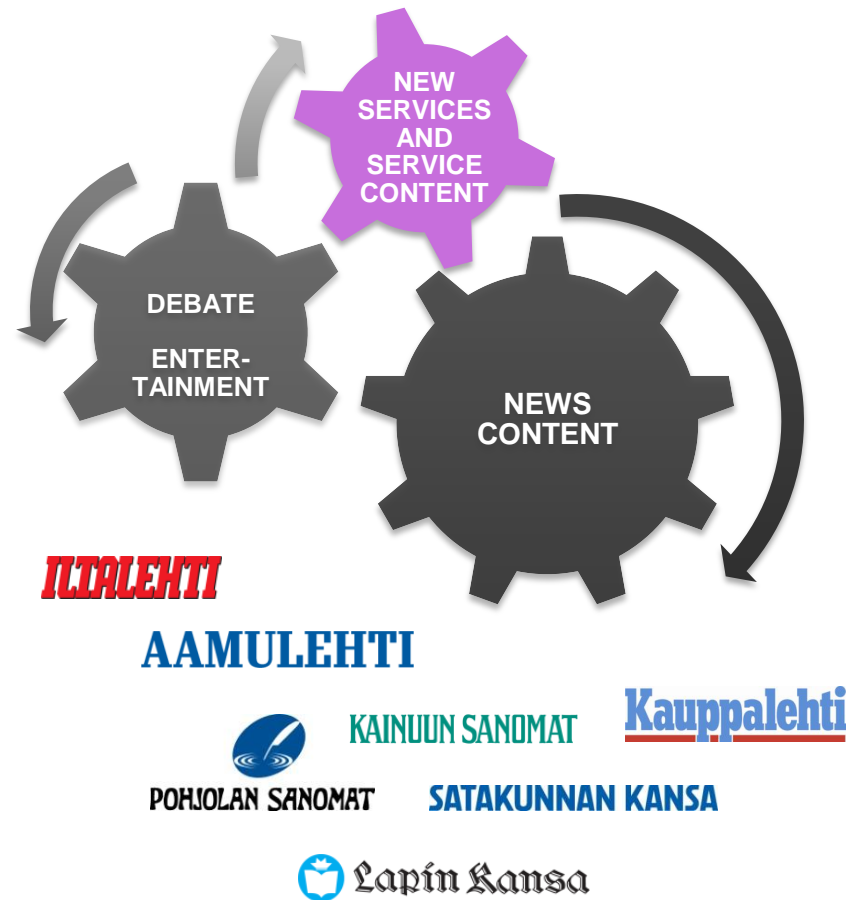 NEW
SERVICES
AND
SERVICE
CONTENT
DEBATE
ENTER-
TAINMENT
NEWS
CONTENT
ILTALEHTI
AAMULEHTI
KAINUUN SANOMAT
Kauppalehti
POHJOLAN SANOMAT
SATAKUNNAN KANSA
Lapin Kansa